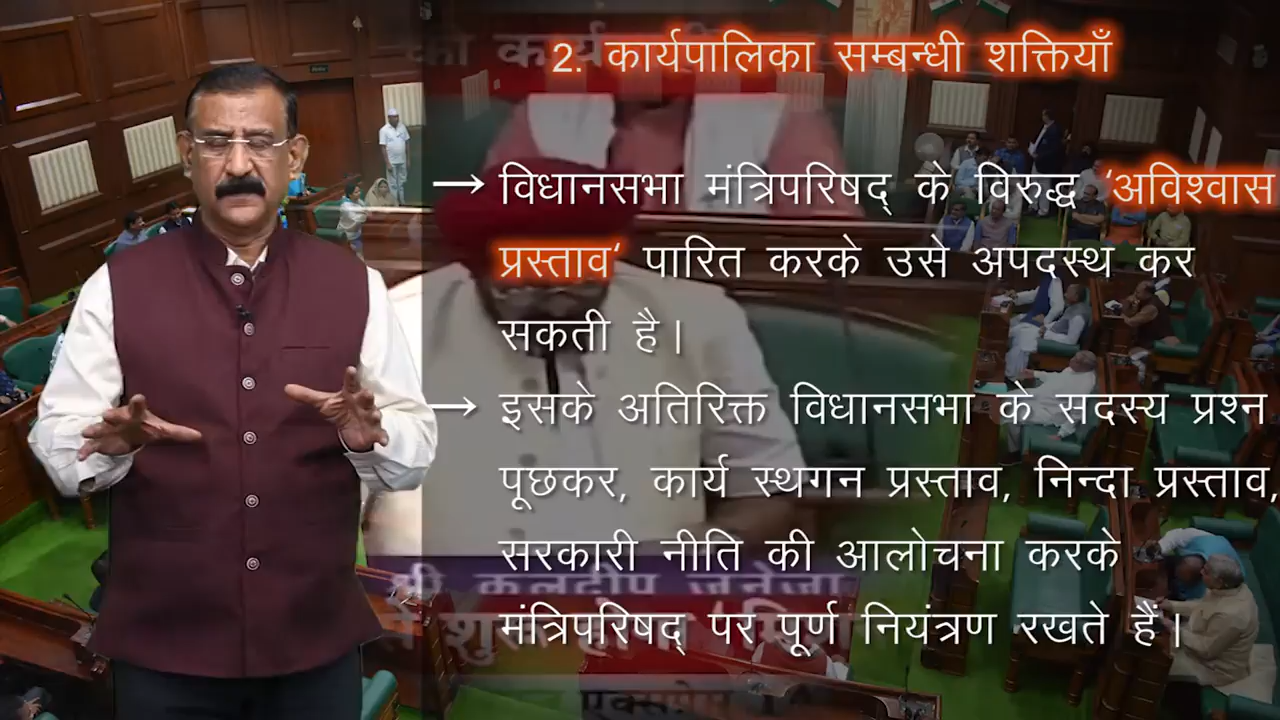 2. कार्यपालिका सम्बन्धी शक्तियाँ
→ विधानसभा मंत्रिपरिषद् के विरुद्ध ‘अविश्वास
प्रस्ताव‘ पारित करके उसे अपदस्थ कर
सकती है।
→ इसके अतिरिक्त विधानसभा के सदस्य प्रश्न
पूछकर, कार्य स्थगन प्रस्ताव, निन्दा प्रस्ताव,
सरकारी नीति की आलोचना करके
मंत्रिपरिषद् पर पूर्ण नियंत्रण रखते हैं।
श्री कुलदीप जुनेजा